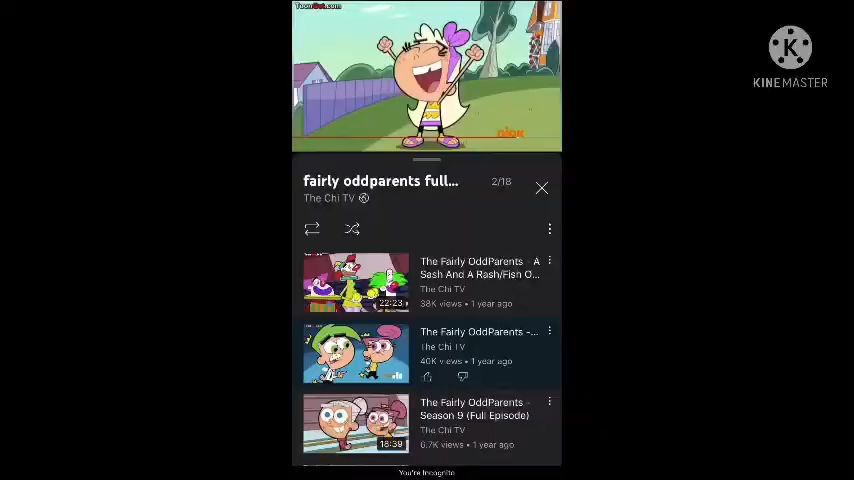 ToonGet.com
KINEMASTER
nick
fairly oddparents full...
2/18
The Chi TV
The Fairly OddParents - A
Sash And A Rash/Fish O...
The Chi TV
38K views • 1 year ago
22:23
The Fairly OddParents -...
The Chi TV
40K views • 1 year ago
The Fairly OddParents -
Season 9 (Full Episode)
The Chi TV
6.7K views • 1 year ago
18:39
You're Incognito